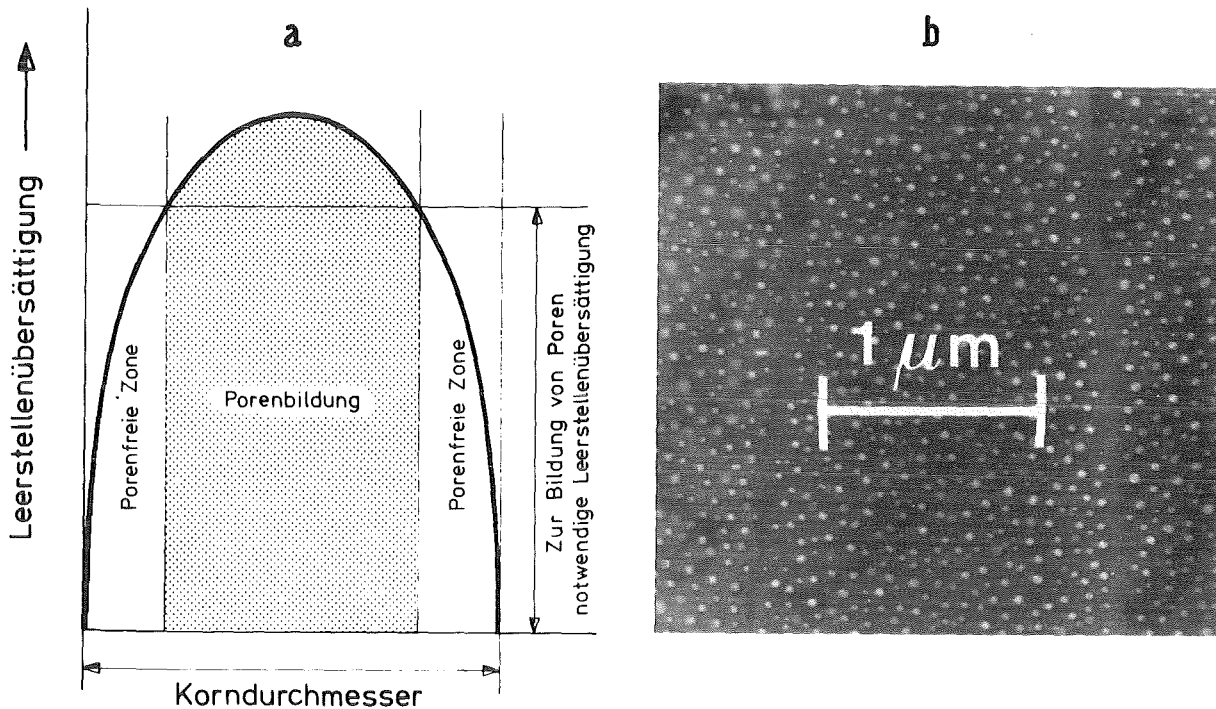 a
Leerstellenübersättigung
Porenfreie Zone
Porenbildung
Porenfreie Zone
Zur Bildung von Poren
notwendige Leerstellenübersättigung
Korndurchmesser
b
1 μm